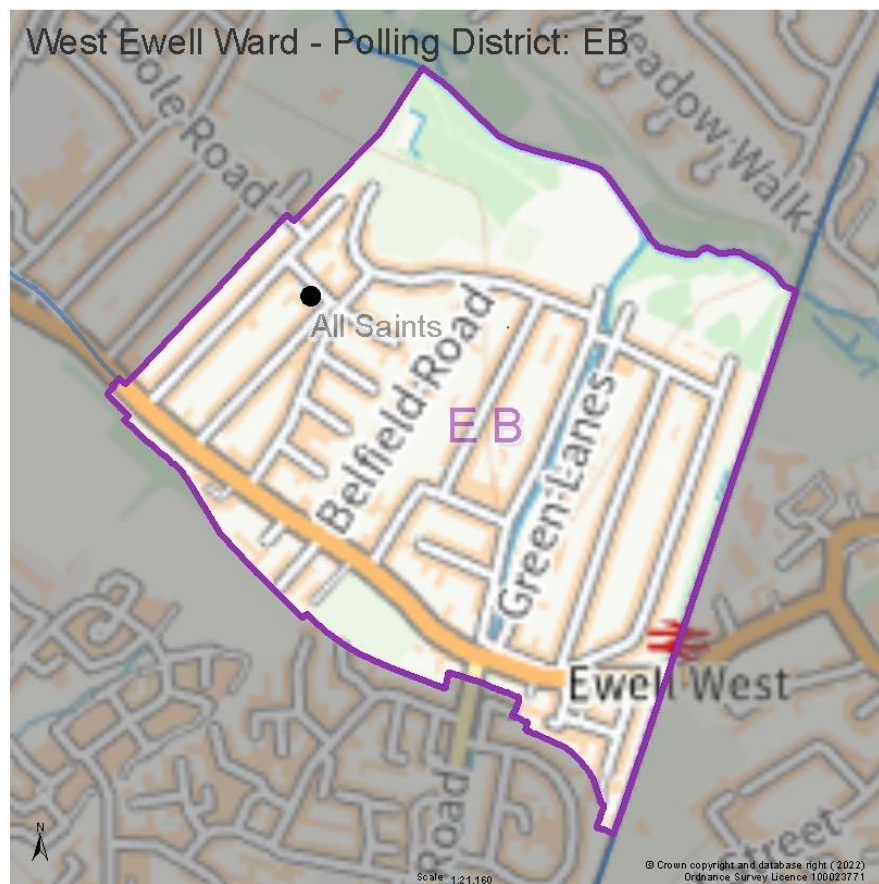 West Ewell Ward - Polling District: EB
Poole Road
Meadow Walk
All Saints
Belfield Road
E B
Green Lanes
Ewell West
Road
Street
N
Scale 1:21,160
© Crown copyright and database right (2022)
Ordnance Survey Licence 100023771